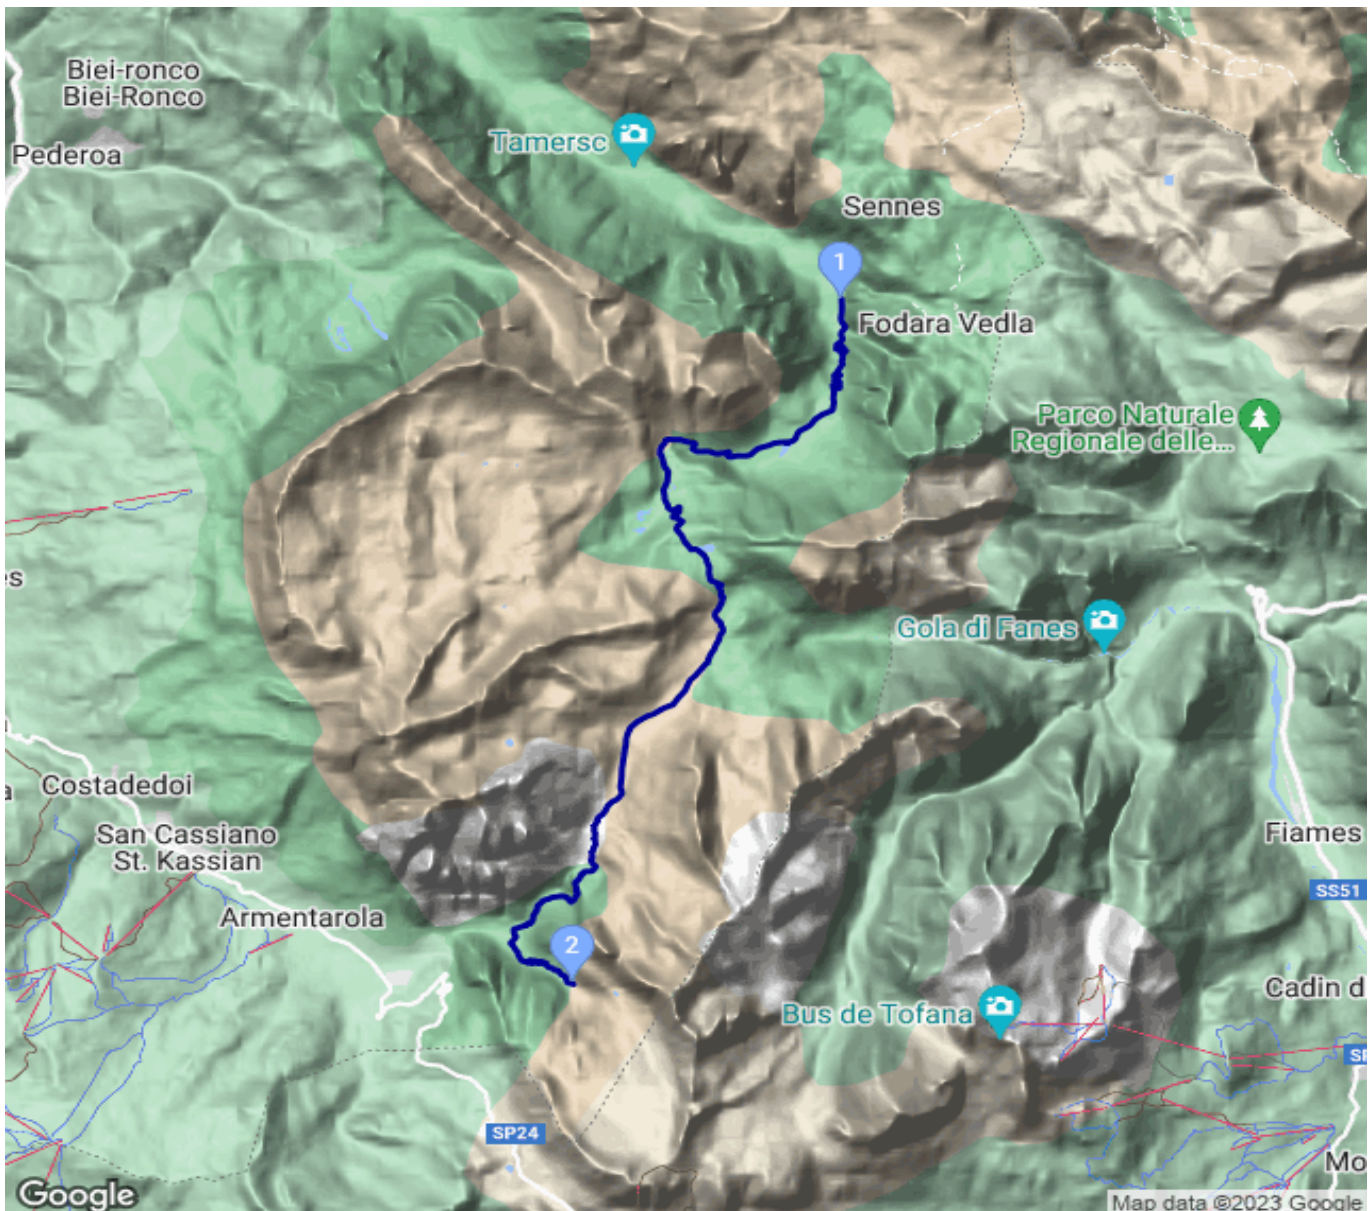 Biei-ronco
Biei-Ronco
Pederoa
Tamersc
Sennes
1
Fodara Vedla
Parco Naturale
Regionale delle...
Gola di Fanes
Costadedoi
San Cassiano
St. Kassian
Fiames
SS51
Armentarola
2
Cadin d
Bus de Tofana
SP24
Mo
Google
Map data ©2023 Google